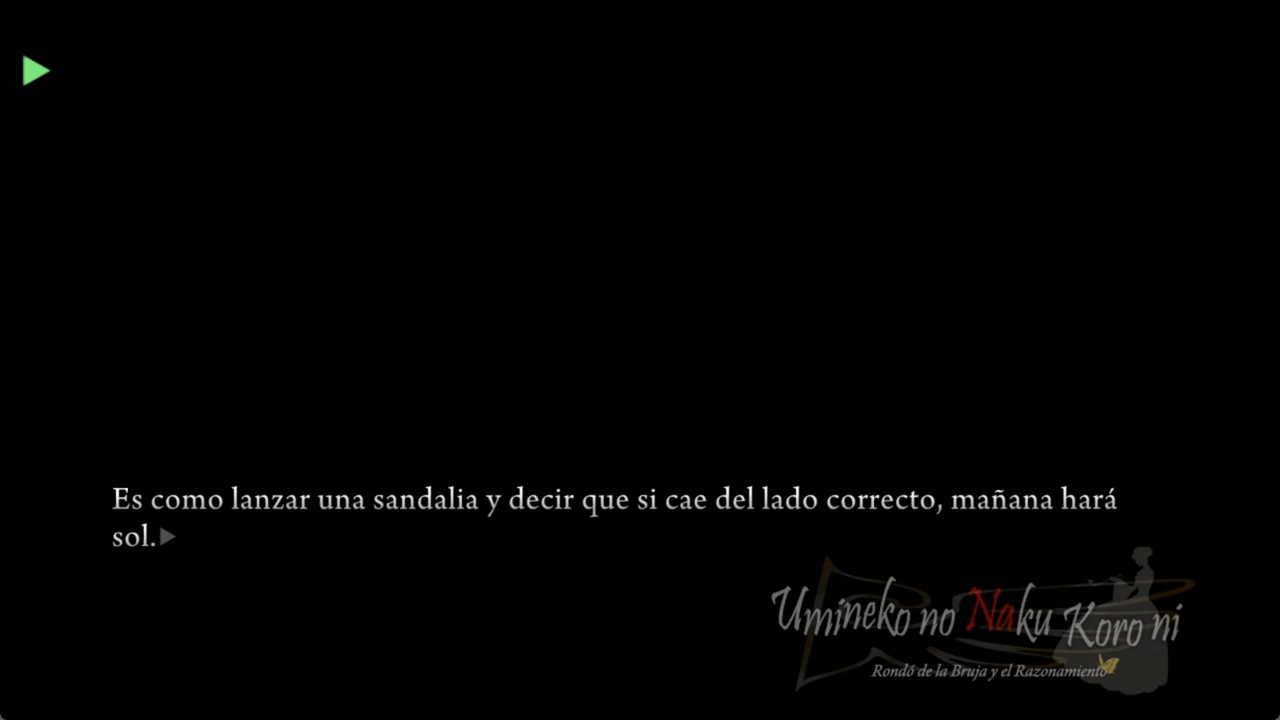 Es como lanzar una sandalia y decir que si cae del lado correcto, mañana hará
sol.
Umineko no Naku Koro ni
Rondó de la Bruja y el Razonamiento